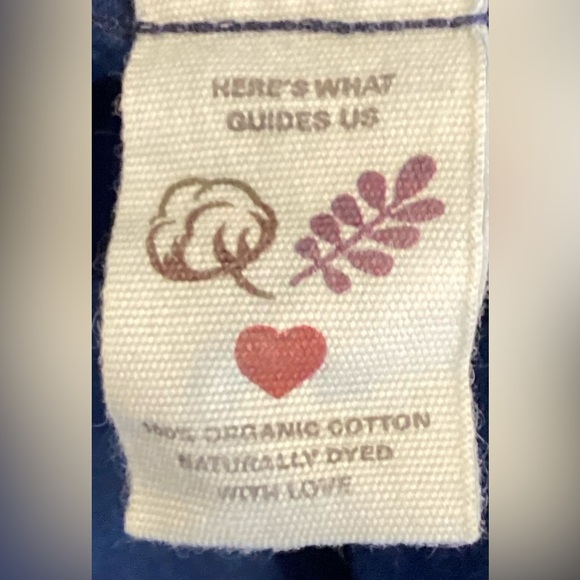 HERE'S WHAT
GUIDES US
100% ORGANIC COTTON
NATURALLY DYED
WITH LOVE